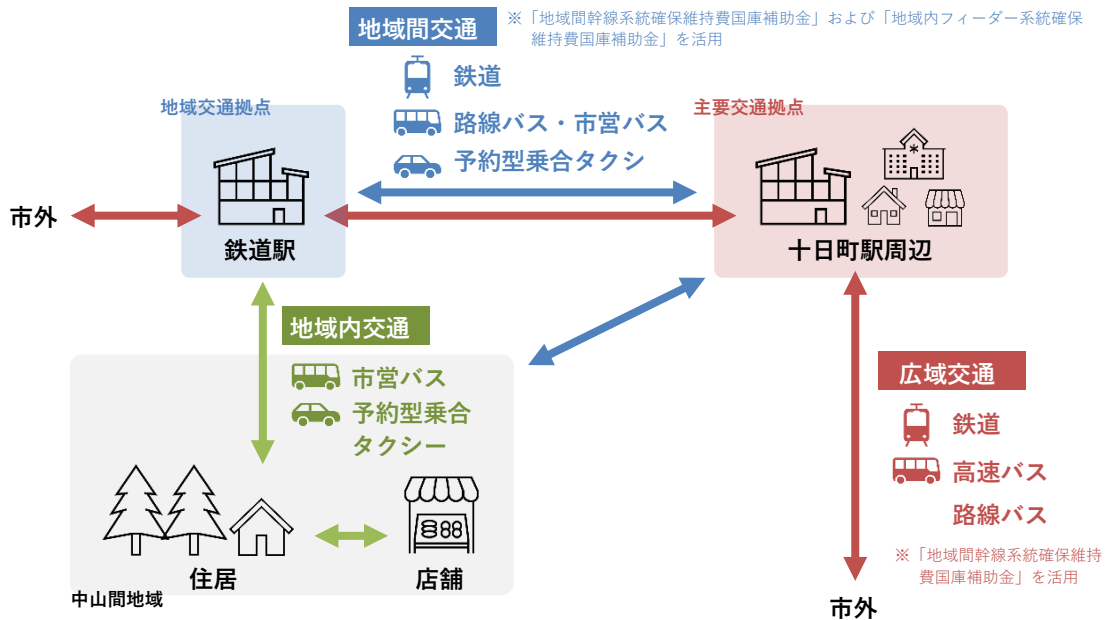 地域間交通
※「地域間幹線系統確保維持費国庫補助金」および「地域内フィーダー系統確保
維持費国庫補助金」を活用
鉄道
路線バス・市営バス
予約型乗合タクシ
地域交通拠点
鉄道駅
主要交通拠点
十日町駅周辺
市外
地域内交通
市営バス
予約型乗合
タクシー
住居
店舗
中山間地域
広域交通
鉄道
高速バス
路線バス
※「地域間幹線系統確保維持
費国庫補助金」を活用
市外